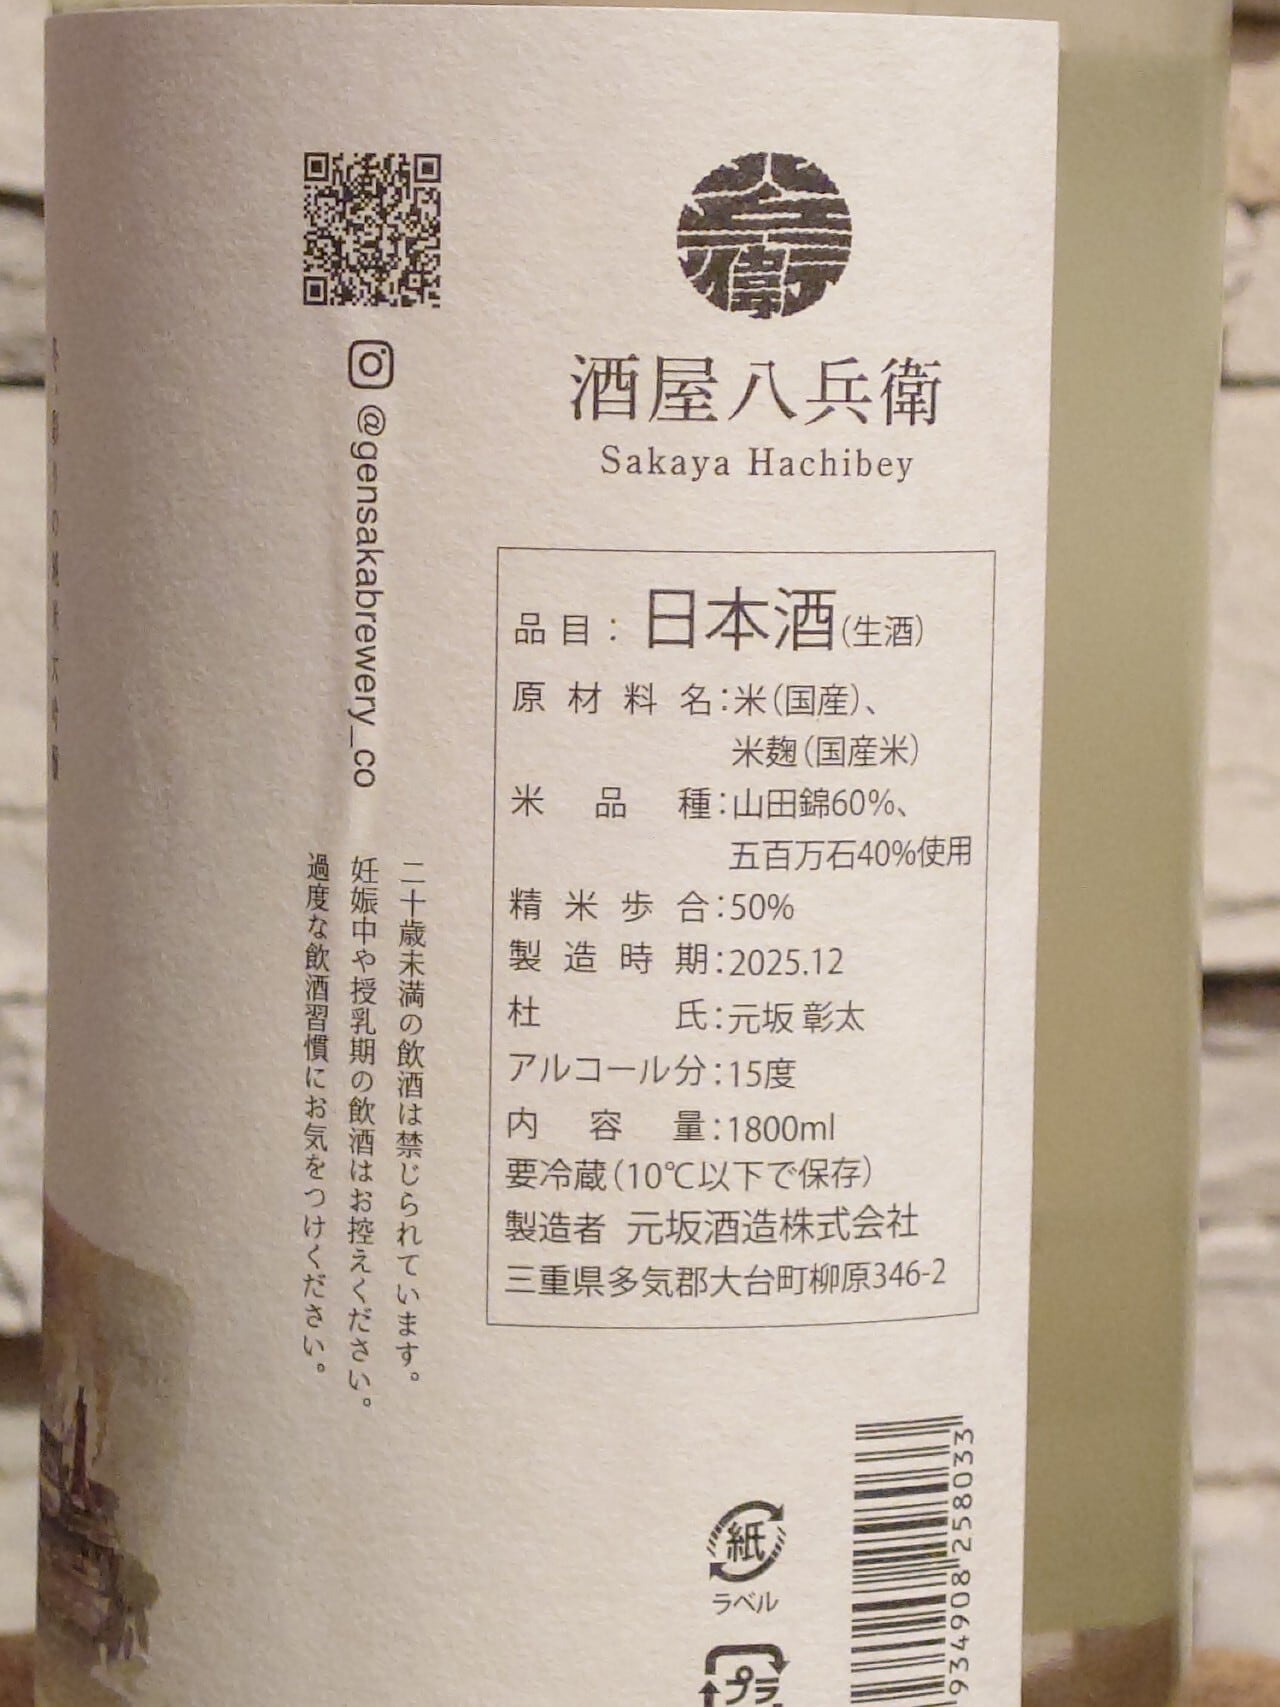 酒屋八兵衛
Sakaya Hachibey
品目：日本酒（生酒）
原材料名：米（国産）、
米麹（国産米）
米品種：山田錦60%、
五百万石40%使用
精米歩合：50%
製造時期：2025.12
杜氏：元坂 彰太
アルコール分：15度
内容量：1800ml
要冷蔵（10℃以下で保存）
製造者 元坂酒造株式会社
三重県多気郡大台町柳原346-2
@gensakabrewery_co
二十歳未満の飲酒は禁じられています。
妊娠中や授乳期の飲酒はお控えください。
過度な飲酒習慣にお気をつけください。
紙
ラベル
プラ
934908 258033